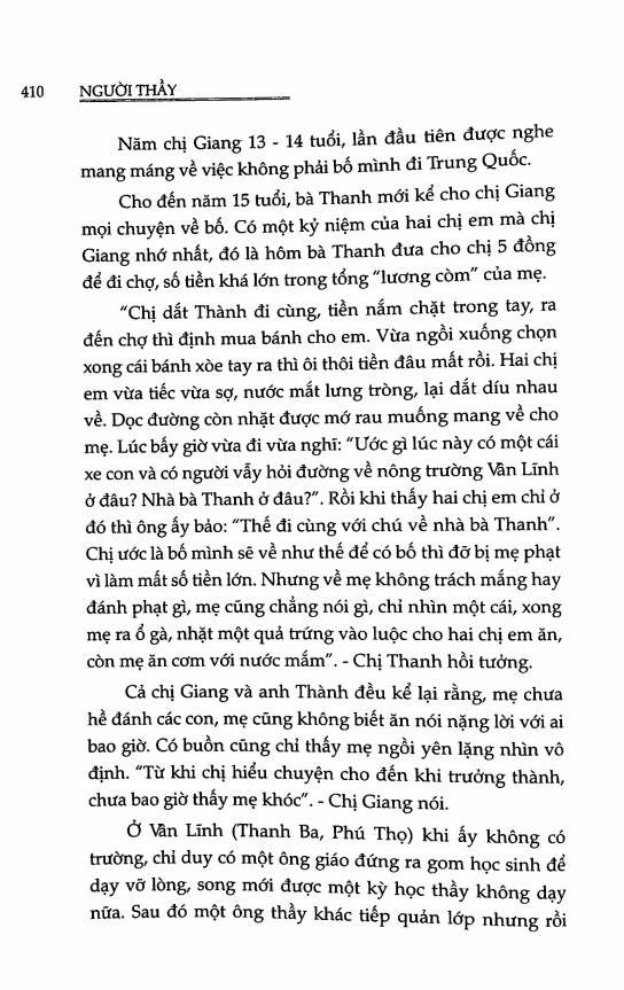 410 NGƯỜI THẦY
Năm chị Giang 13 - 14 tuổi, lần đầu tiên được nghe
mang máng về việc không phải bố mình đi Trung Quốc.
Cho đến năm 15 tuổi, bà Thanh mới kể cho chị Giang
mọi chuyện về bố. Có một kỷ niệm của hai chị em mà chị
Giang nhớ nhất, đó là hôm bà Thanh đưa cho chị 5 đồng
để đi chợ, số tiền khá lớn trong tổng “lương còm” của mẹ.
“Chị dắt Thành đi cùng, tiền nắm chặt trong tay, ra
đến chợ thì định mua bánh cho em. Vừa ngồi xuống chọn
xong cái bánh xòe tay ra thì ôi thôi tiền đâu mất rồi. Hai chị
em vừa tiếc vừa sợ, nước mắt lưng tròng, lại dắt díu nhau
về. Dọc đường còn nhặt được mớ rau muống mang về cho
mẹ. Lúc bấy giờ vừa đi vừa nghĩ: “Ước gì lúc này có một cái
xe con và có người vẫy hỏi đường về nông trường Vân Lĩnh
ở đâu? Nhà bà Thanh ở đâu?”. Rồi khi thấy hai chị em chỉ ở
đó thì ông ấy bảo: “Thế đi cùng với chú về nhà bà Thanh”.
Chị ước là bố mình sẽ về như thế để có bố thì đỡ bị mẹ phạt
vì làm mất số tiền lớn. Nhưng về mẹ không trách mắng hay
đánh phạt gì, mẹ cũng chẳng nói gì, chỉ nhìn một cái, xong
mẹ ra ổ gà, nhặt một quả trứng vào luộc cho hai chị em ăn,
còn mẹ ăn cơm với nước mắm”. - Chị Thanh hồi tưởng.
Cả chị Giang và anh Thành đều kể lại rằng, mẹ chưa
hề đánh các con, mẹ cũng không biết ăn nói nặng lời với ai
bao giờ. Có buồn cũng chỉ thấy mẹ ngồi yên lặng nhìn vô
định. “Từ khi chị hiểu chuyện cho đến khi trưởng thành,
chưa bao giờ thấy mẹ khóc”. - Chị Giang nói.
Ở Vân Lĩnh (Thanh Ba, Phú Thọ) khi ấy không có
trường, chỉ duy có một ông giáo đứng ra gom học sinh để
dạy vỡ lòng, song mới được một kỳ học thầy không dạy
nữa. Sau đó một ông thầy khác tiếp quản lớp nhưng rồi